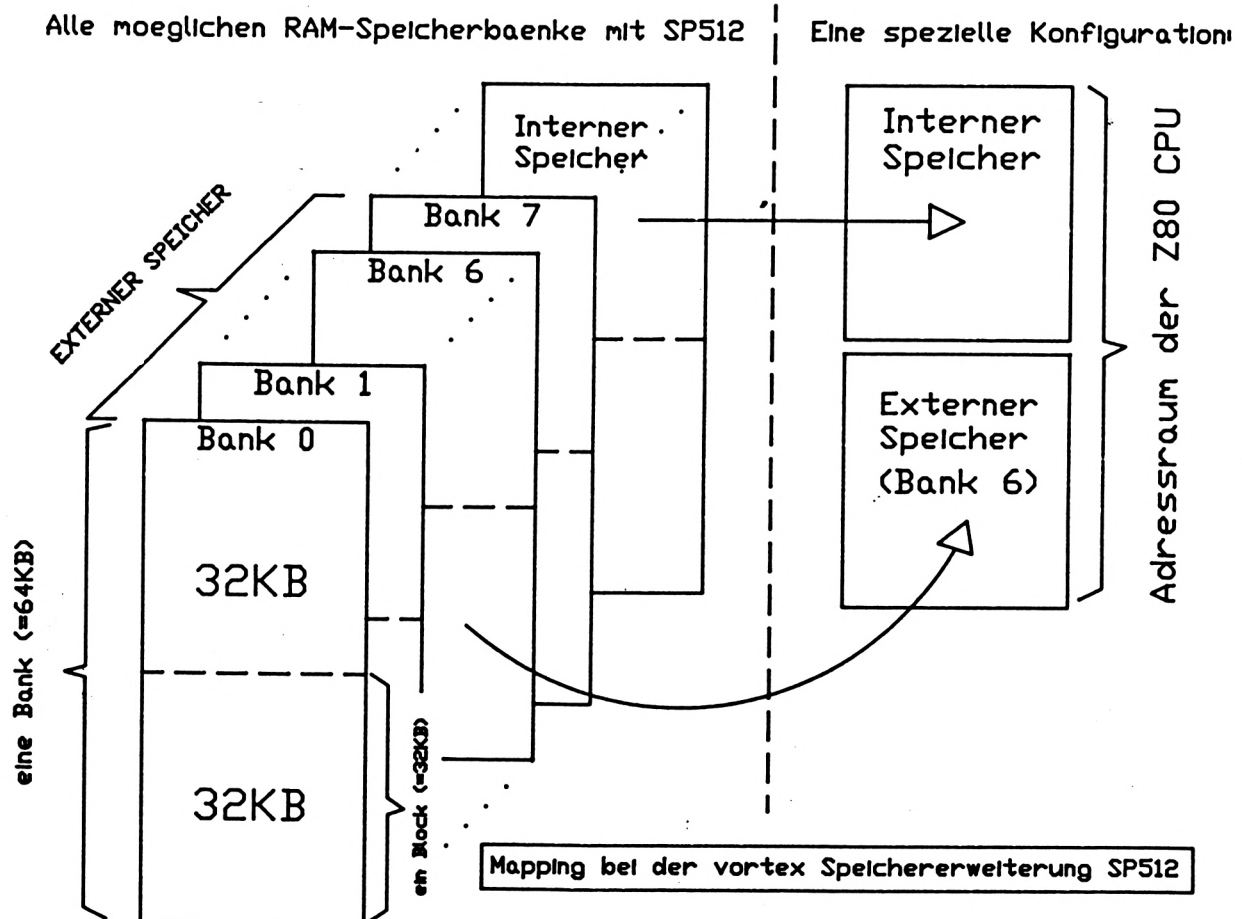 Alle moeglichen RAM-Speicherbaenke mit SP512
Eine spezielle Konfiguration:
Interner
Speicher
Bank 7
Bank 6
Bank 1
Bank 0
EXTERNER SPEICHER
32KB
32KB
eine Bank (=64KB)
ein Block (=32KB)
Interner
Speicher
Externer
Speicher
(Bank 6)
Adressraum der Z80 CPU
Mapping bei der vortex Speichererweiterung SP512